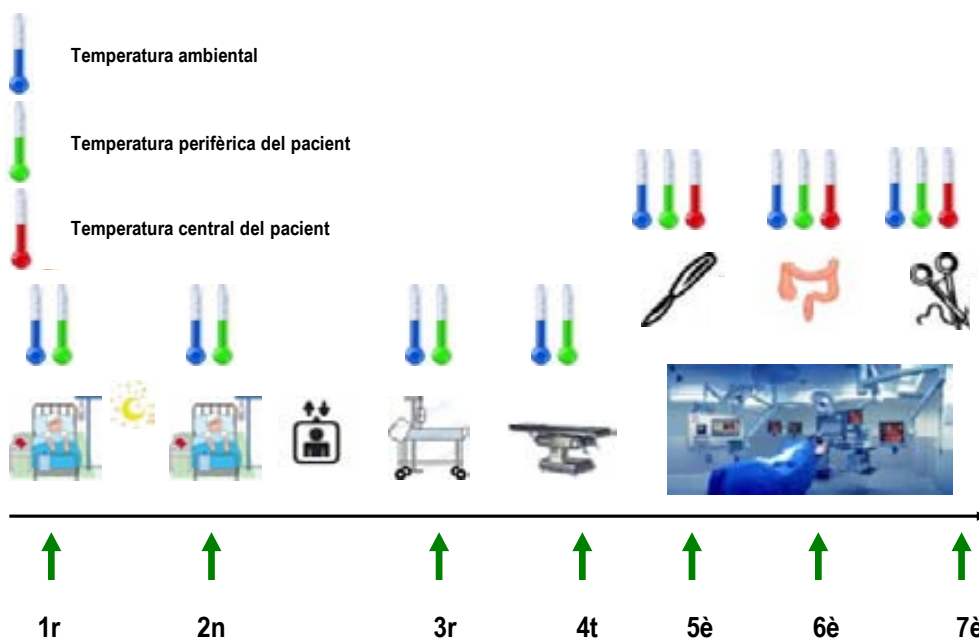 Temperatura ambiental
Temperatura perifèrica del pacient
Temperatura central del pacient
1r
2n
3r
4t
5è
6è
7è